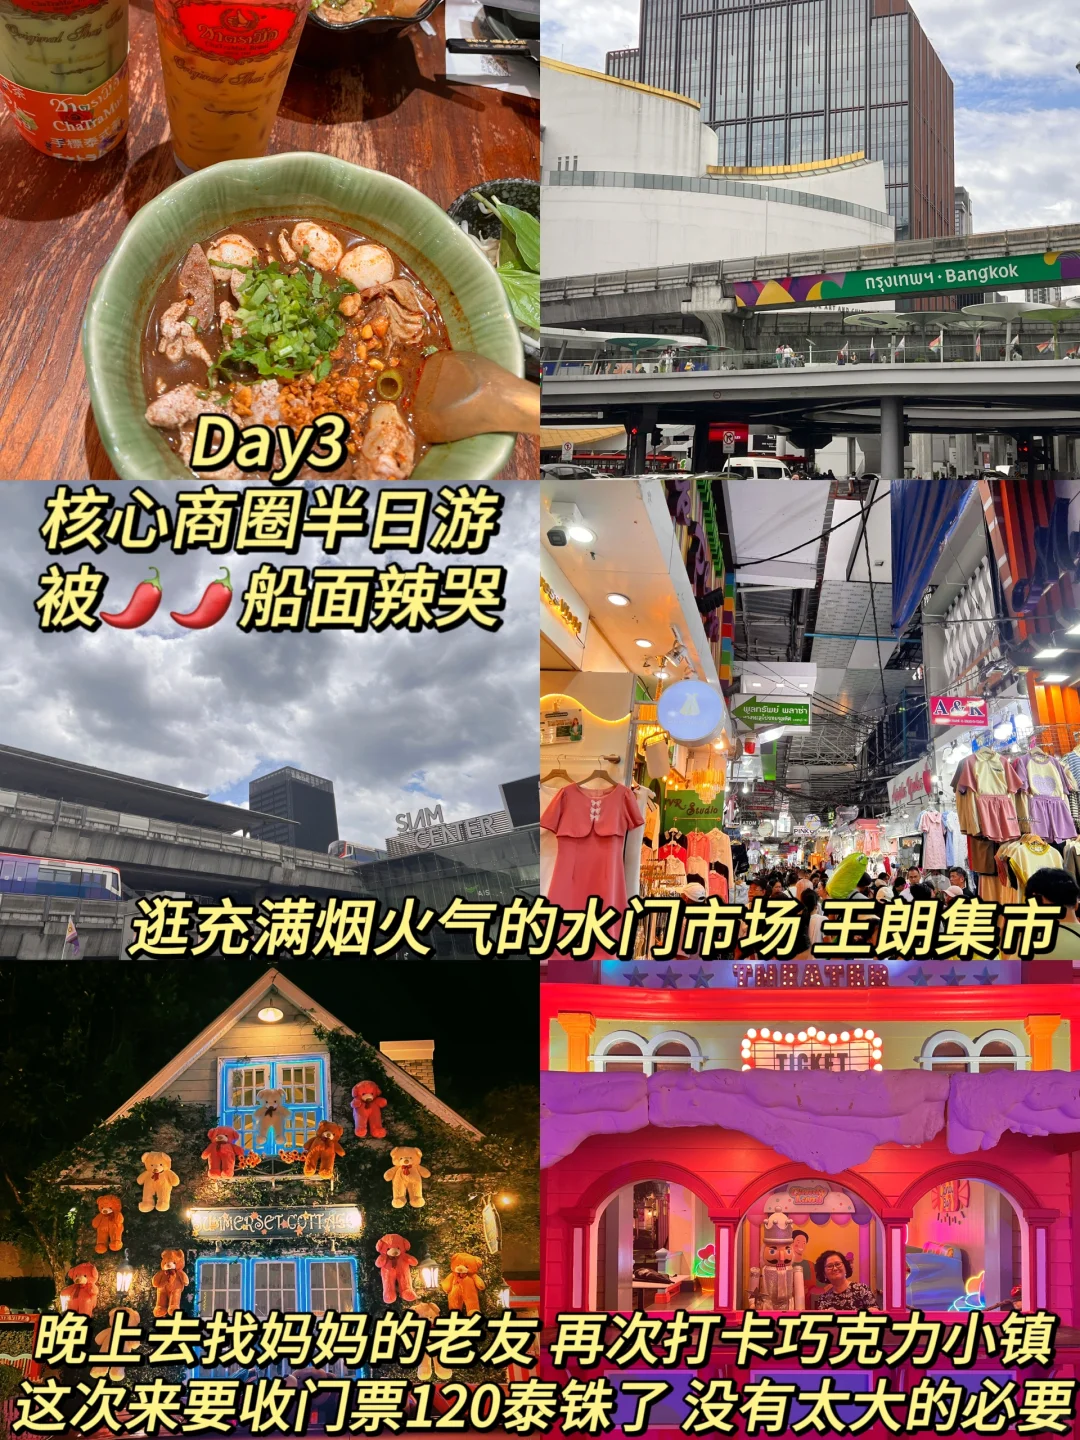 Original Thai Tea
ChaTraMue
手標泰式
กรุงเทพฯ · Bangkok
Day3
核心商圈半日游
被🌶️🌶️船面辣哭
A & K
NR Studio
PINKY
SIAM
CENTER
AIS
逛充满烟火气的水门市场 王朗集市
THEATER
TICKET
SUMMERSET COTTAGE
晚上去找妈妈的老友 再次打卡巧克力小镇
这次来要收门票120泰铢了 没有太大的必要